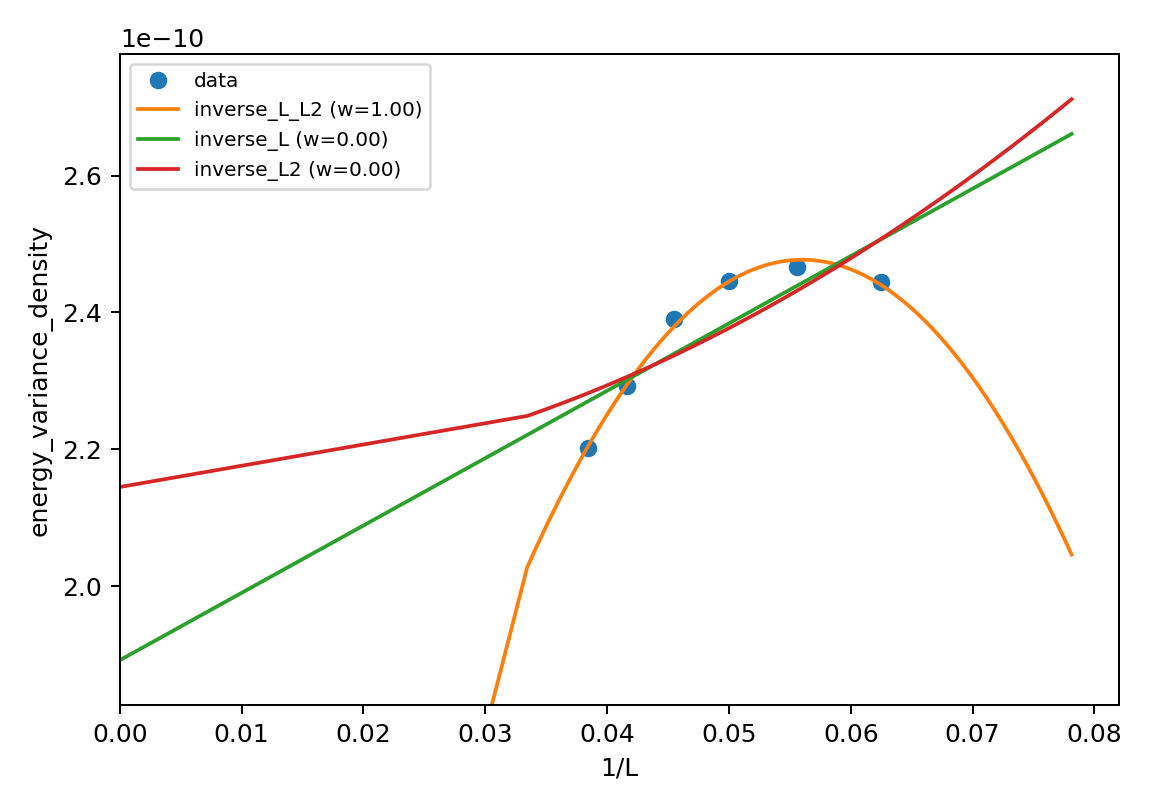 1e−10
data
inverse_L_L2 (w=1.00)
inverse_L (w=0.00)
inverse_L2 (w=0.00)
2.6
2.4
2.2
2.0
energy_variance_density
0.00 0.01 0.02 0.03 0.04 0.05 0.06 0.07 0.08
1/L